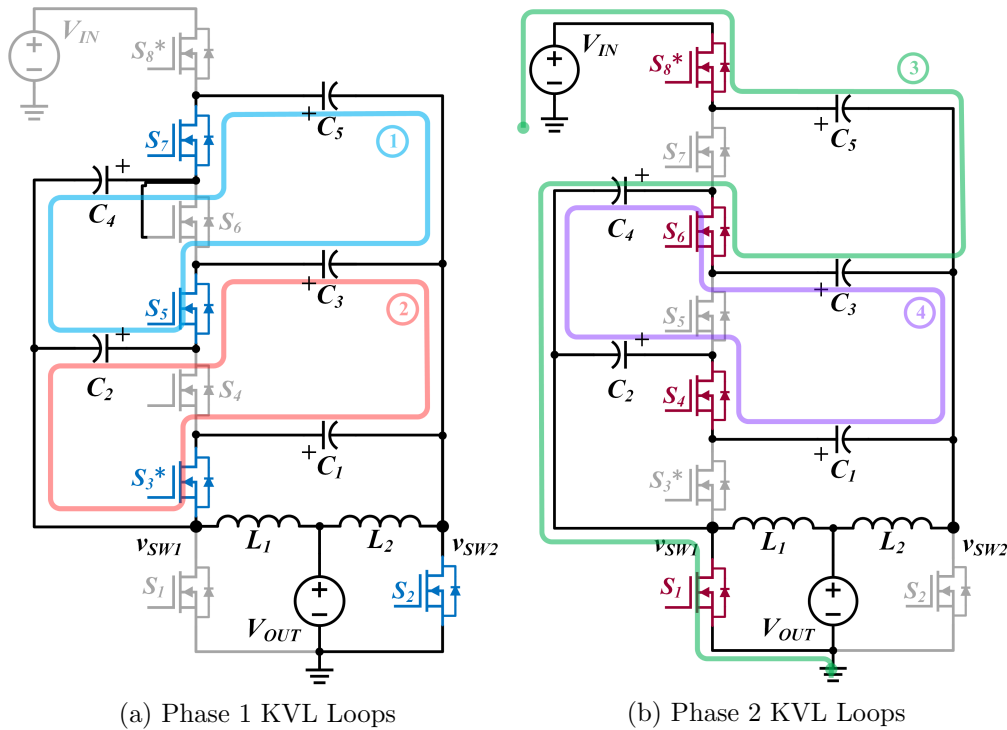 V_IN
S_8*
C_5
S_7
1
C_4
S_6
C_3
S_5
2
C_2
S_4
C_1
S_3*
L_1
L_2
v_SW1
v_SW2
S_1
S_2
V_OUT
(a) Phase 1 KVL Loops
V_IN
S_8*
3
C_5
S_7
C_4
S_6
C_3
S_5
4
C_2
S_4
C_1
S_3*
L_1
L_2
v_SW1
v_SW2
S_1
S_2
V_OUT
(b) Phase 2 KVL Loops